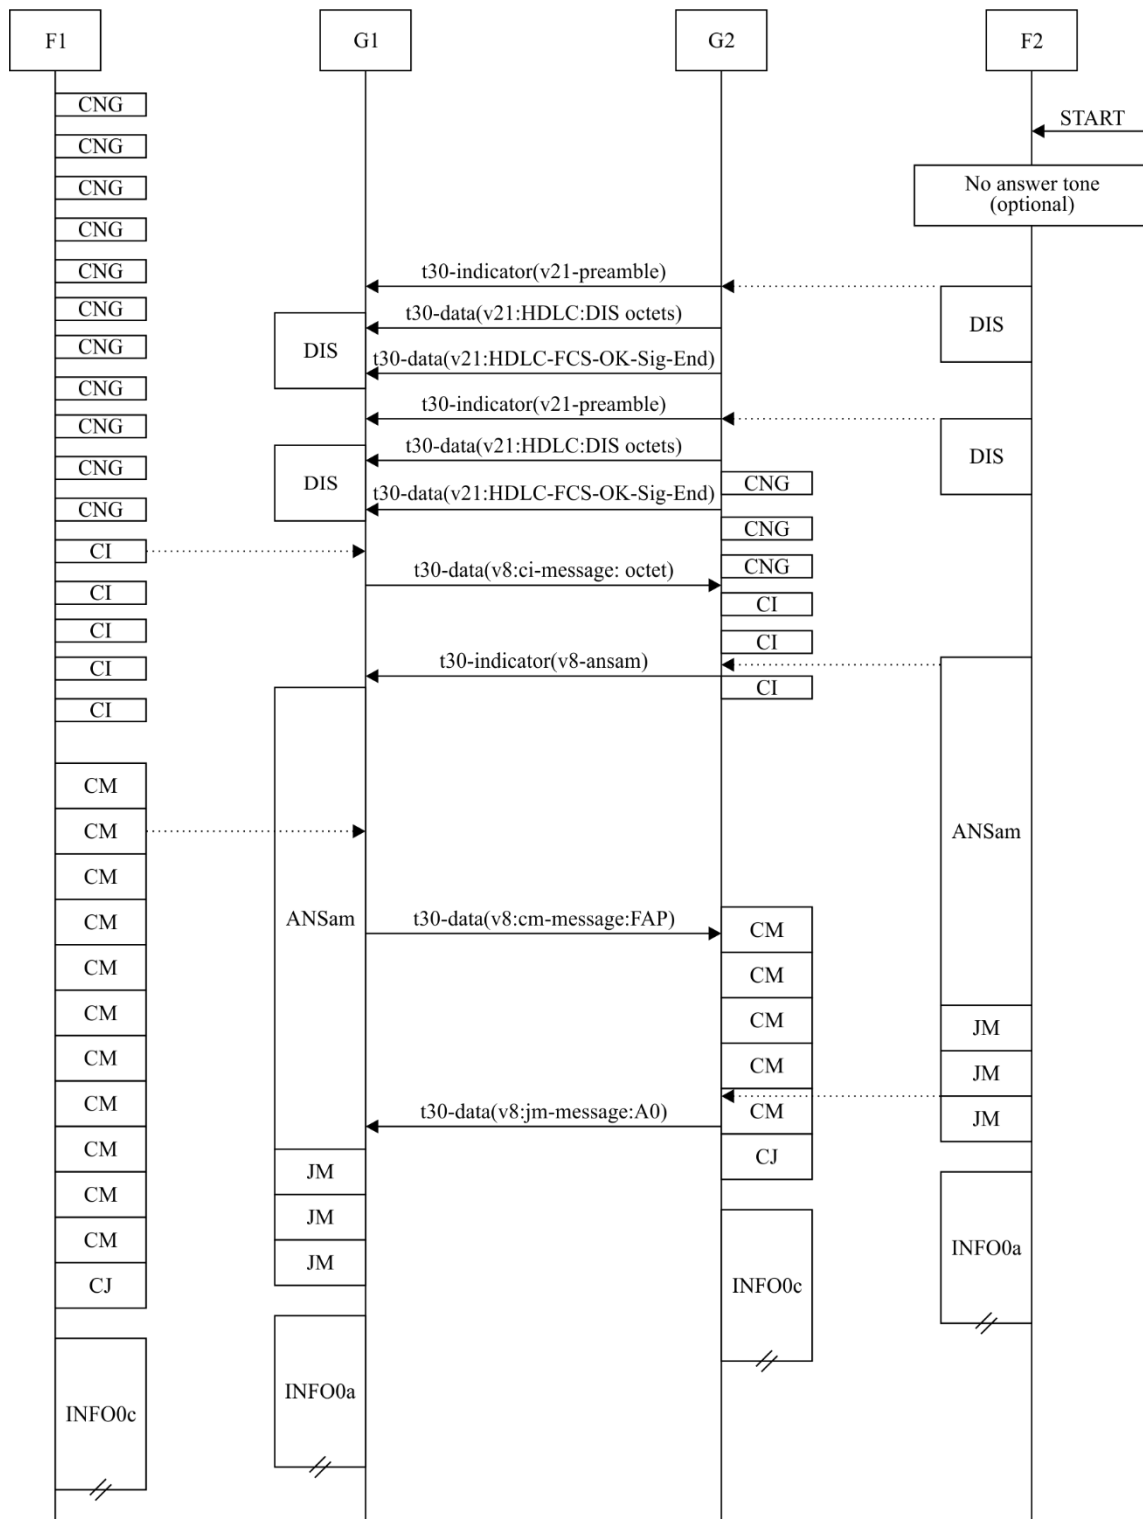 F1
G1
G2
F2
CNG
START
CNG
No answer tone
(optional)
CNG
CNG
CNG
t30-indicator(v21-preamble)
CNG
t30-data(v21:HDLC:DIS octets)
DIS
CNG
DIS
t30-data(v21:HDLC-FCS-OK-Sig-End)
CNG
t30-indicator(v21-preamble)
CNG
t30-data(v21:HDLC:DIS octets)
DIS
CNG
DIS
CNG
t30-data(v21:HDLC-FCS-OK-Sig-End)
CNG
CNG
CI
CNG
t30-data(v8:ci-message: octet)
CI
CI
CI
CI
t30-indicator(v8-ansam)
CI
CI
CI
CM
CM
ANSam
CM
CM
ANSam
t30-data(v8:cm-message:FAP)
CM
CM
CM
CM
JM
CM
CM
CM
JM
CM
t30-data(v8:jm-message:A0)
CM
JM
CM
CJ
JM
CM
JM
CM
INFO0a
JM
CJ
INFO0c
INFO0a
INFO0c